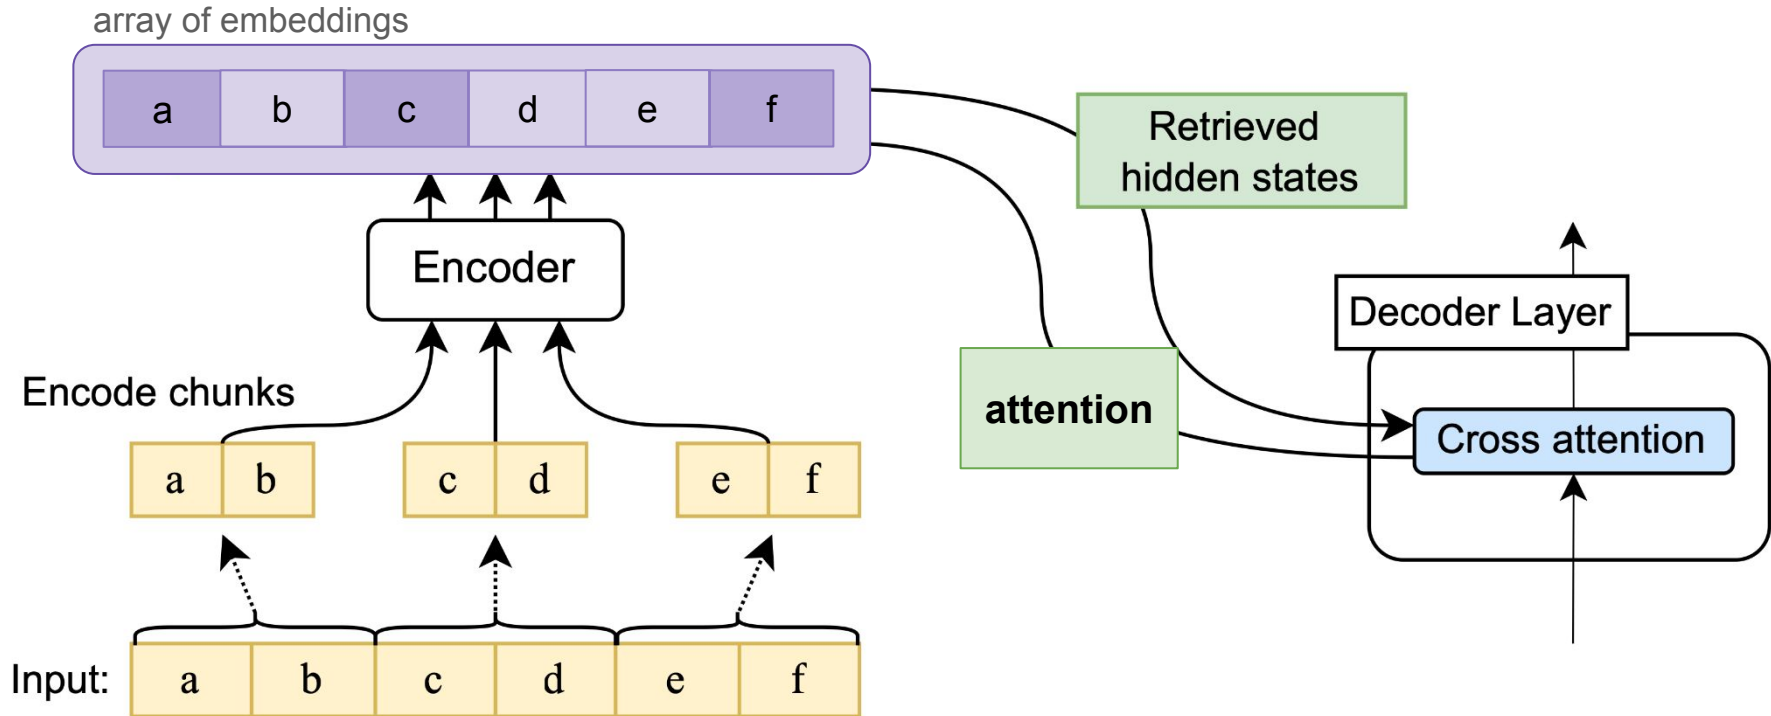 array of embeddings
a b c d e f
Retrieved
hidden states
Encoder
Decoder Layer
Encode chunks
attention
Cross attention
a b c d e f
Input: a b c d e f